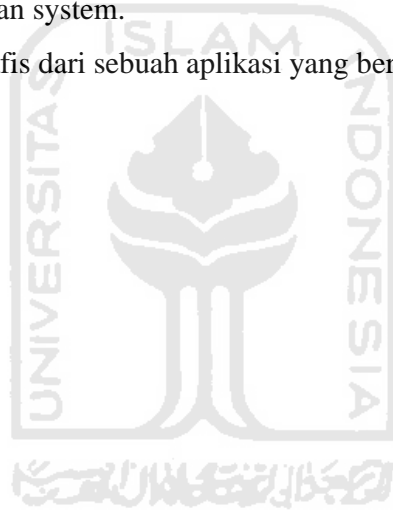 an system.
fis dari sebuah aplikasi yang ber
ISLAM
UNIVERSITAS
INDONESIA